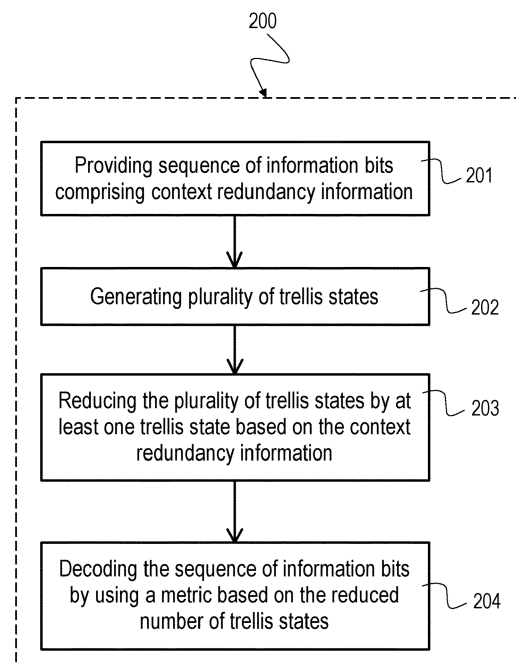 200
Providing sequence of information bits
comprising context redundancy information
201
Generating plurality of trellis states
202
Reducing the plurality of trellis states by at
least one trellis state based on the context
redundancy information
203
Decoding the sequence of information bits
by using a metric based on the reduced
number of trellis states
204